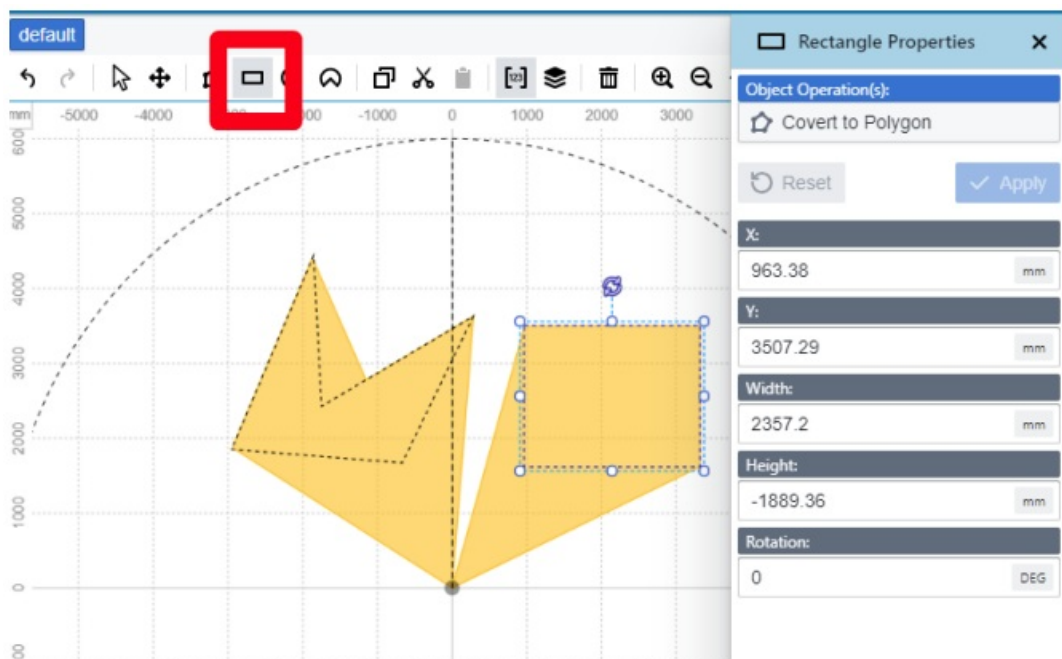 default
Rectangle Properties
Object Operation(s):
Covert to Polygon
Reset
Apply
X:
963.38 mm
Y:
3507.29 mm
Width:
2357.2 mm
Height:
-1889.36 mm
Rotation:
0 DEG
mm -5000 -4000 -1000 0 1000 2000 3000
5000
4000
3000
2000
1000
0